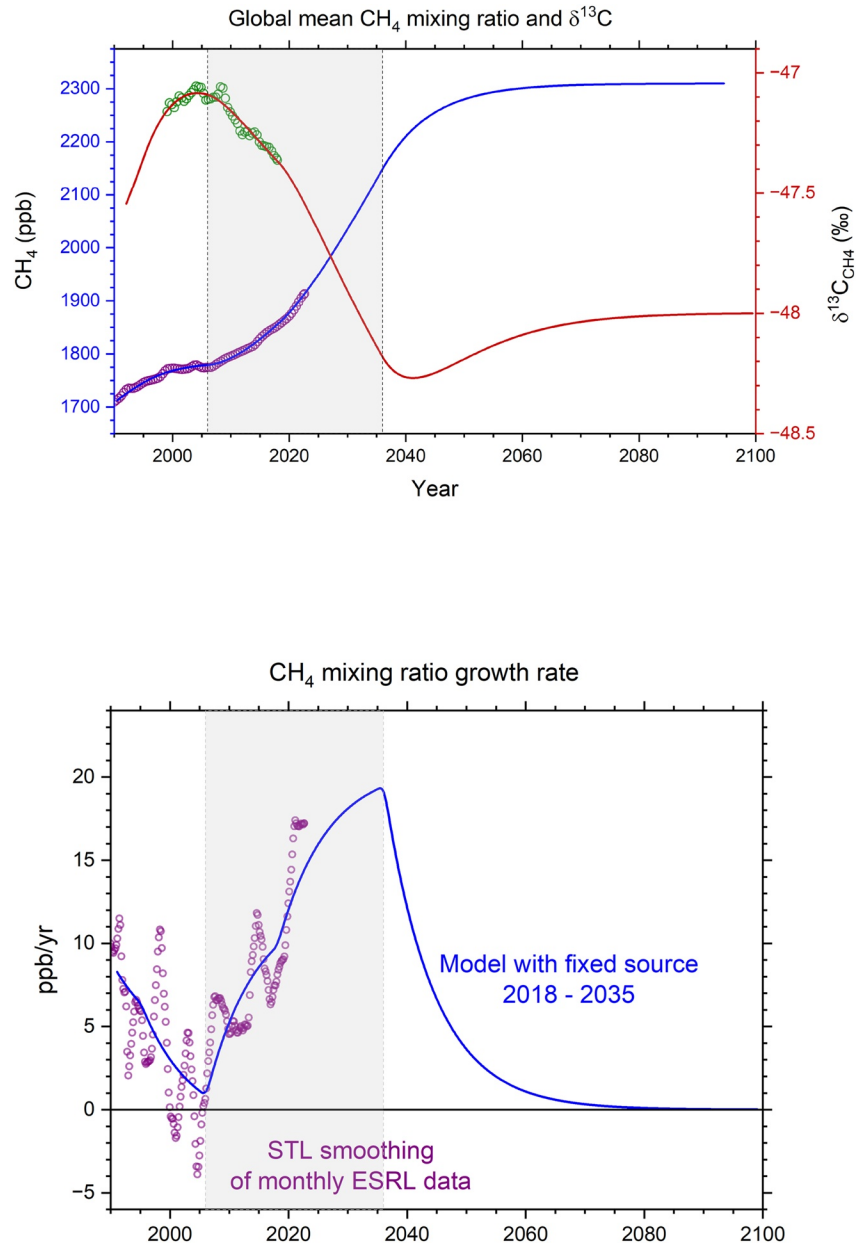 Global mean CH₄ mixing ratio and δ¹³C
2300
2200
2100
2000
1900
1800
1700
CH₄ (ppb)
−47
−47.5
−48
−48.5
δ¹³C_CH4 (‰)
2000 2020 2040 2060 2080 2100
Year
CH₄ mixing ratio growth rate
20
15
10
5
0
−5
ppb/yr
Model with fixed source
2018 - 2035
STL smoothing
of monthly ESRL data
2000 2020 2040 2060 2080 2100